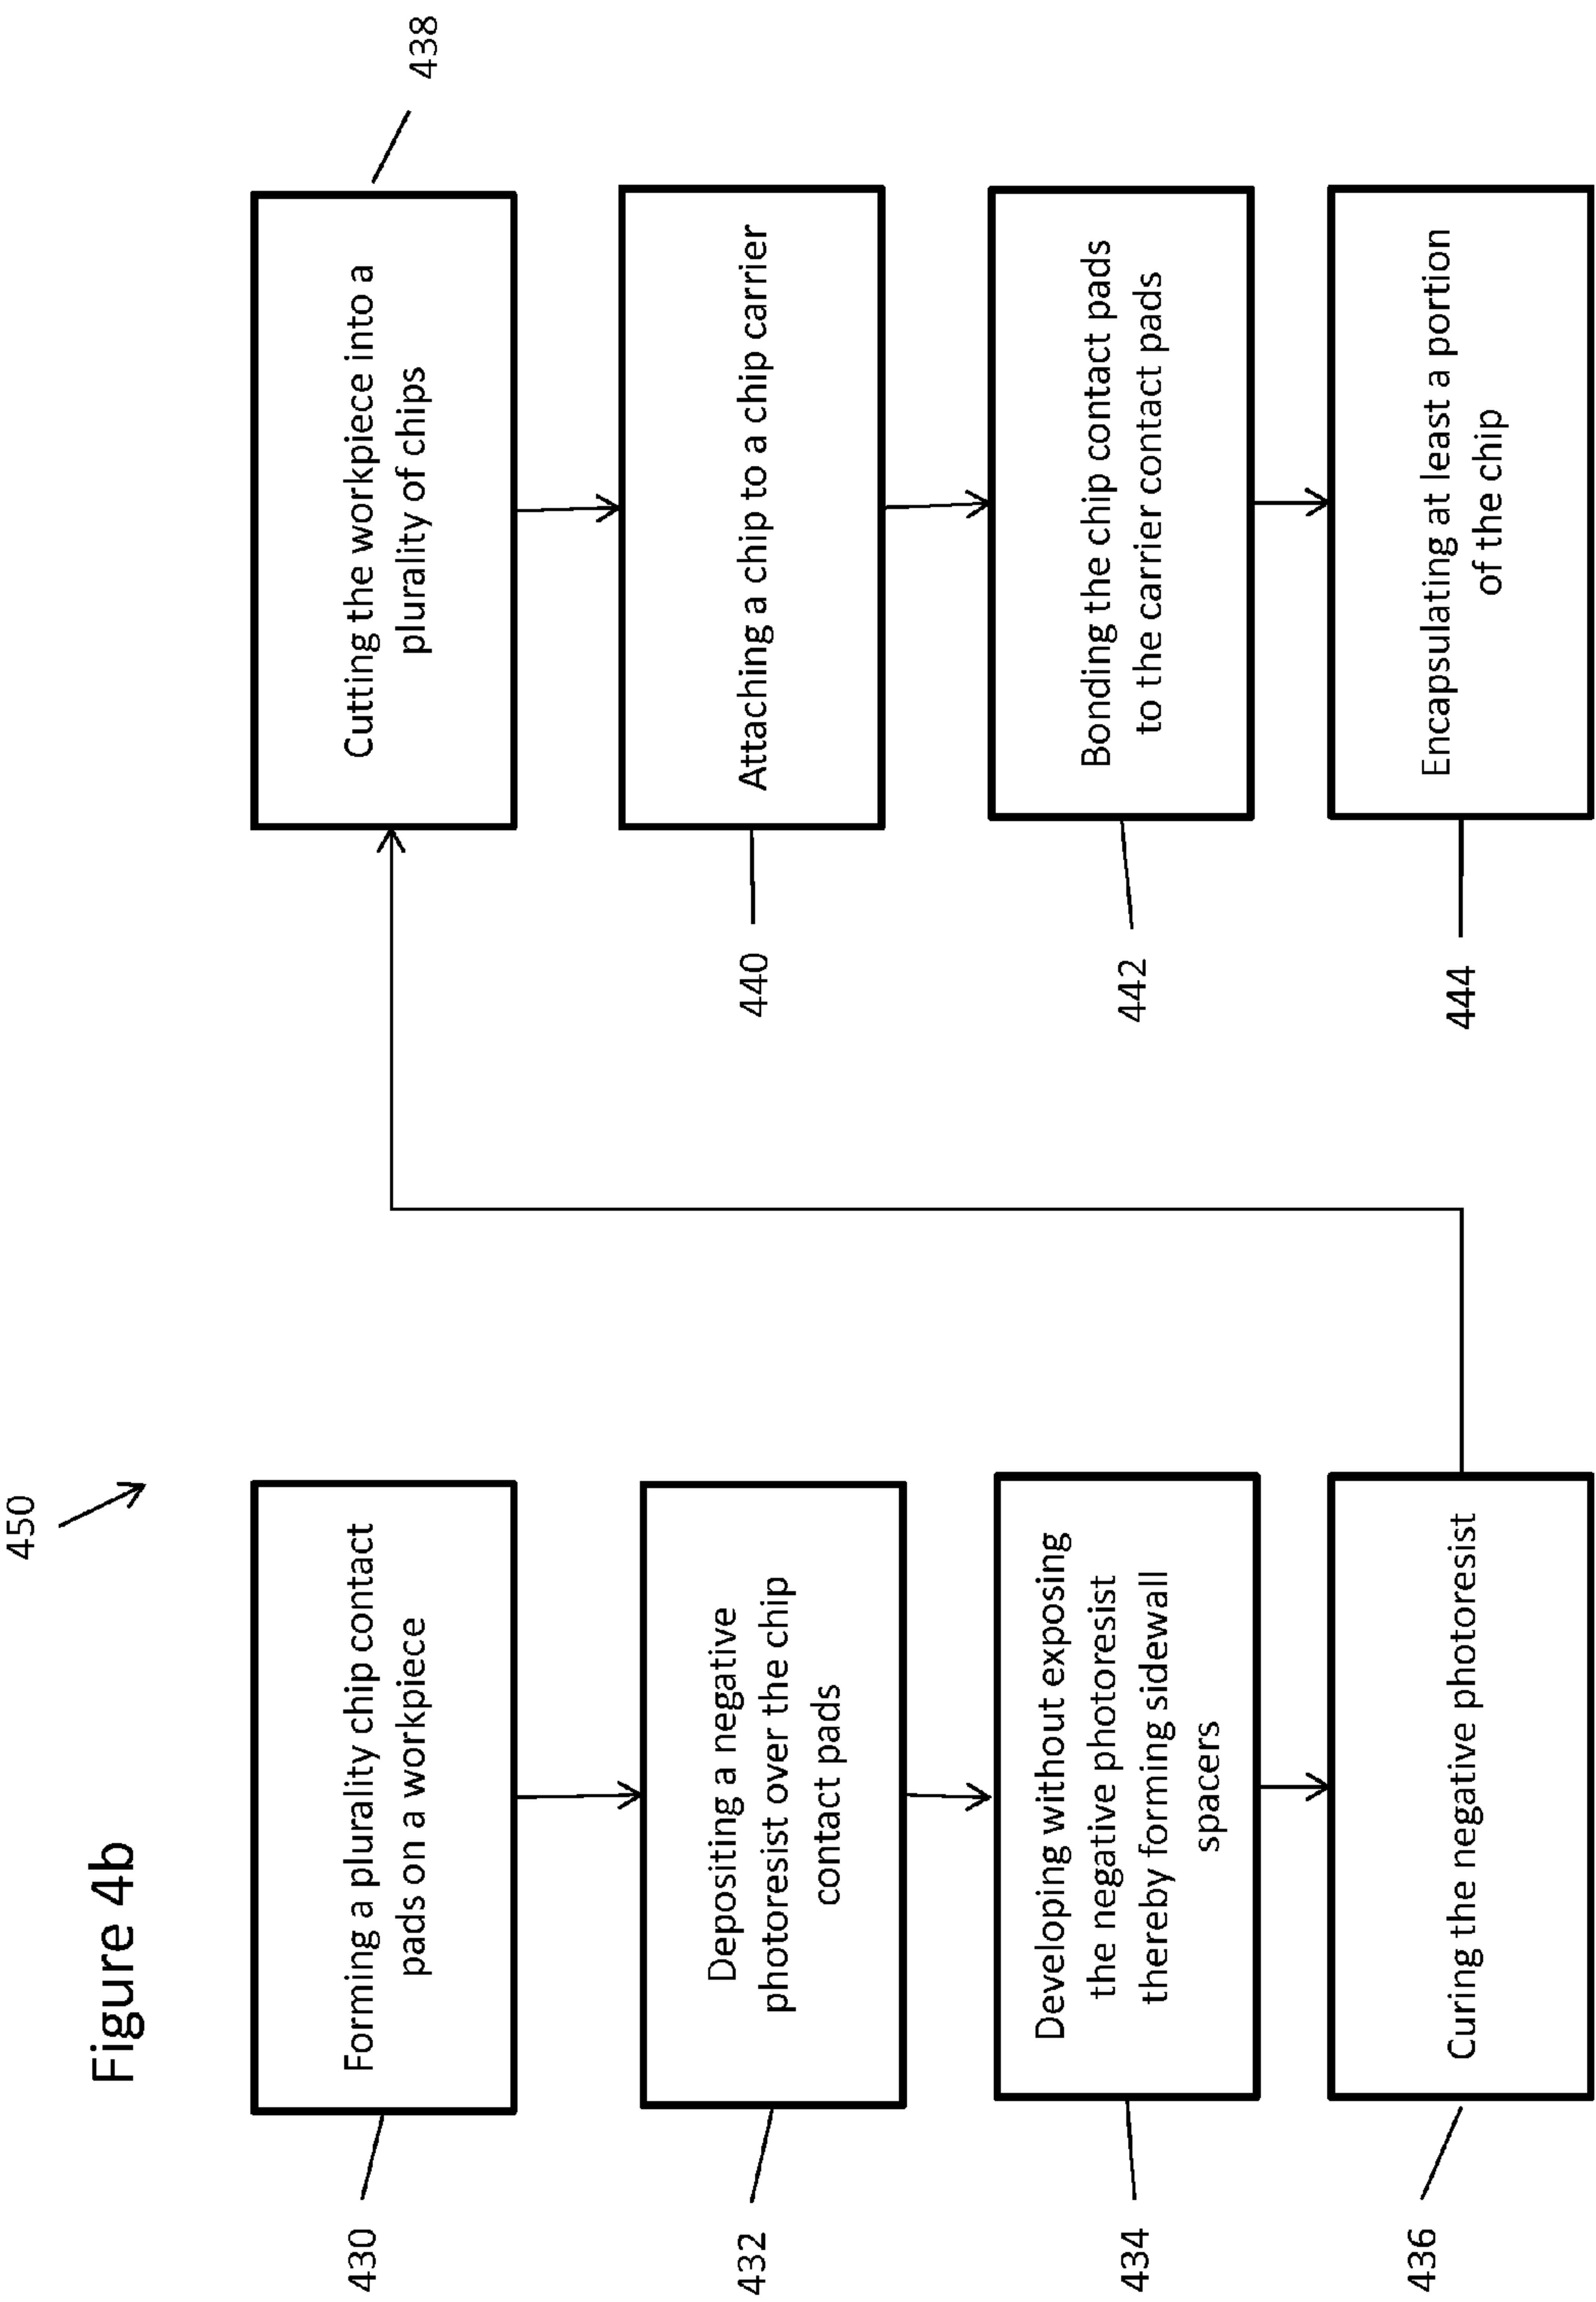 Figure 4b
450
430
Forming a plurality chip contact
pads on a workpiece
432
Depositing a negative
photoresist over the chip
contact pads
434
Developing without exposing
the negative photoresist
thereby forming sidewall
spacers
436
Curing the negative photoresist
438
Cutting the workpiece into a
plurality of chips
440
Attaching a chip to a chip carrier
442
Bonding the chip contact pads
to the carrier contact pads
444
Encapsulating at least a portion
of the chip